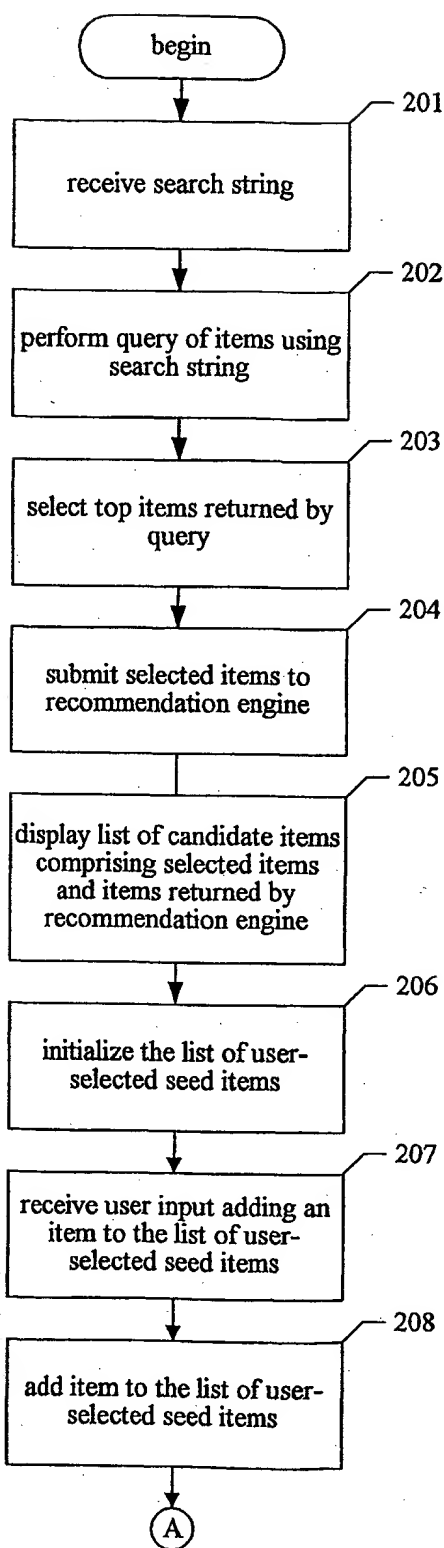 begin
201
receive search string
202
perform query of items using
search string
203
select top items returned by
query
204
submit selected items to
recommendation engine
205
display list of candidate items
comprising selected items
and items returned by
recommendation engine
206
initialize the list of user-
selected seed items
207
receive user input adding an
item to the list of user-
selected seed items
208
add item to the list of user-
selected seed items
A